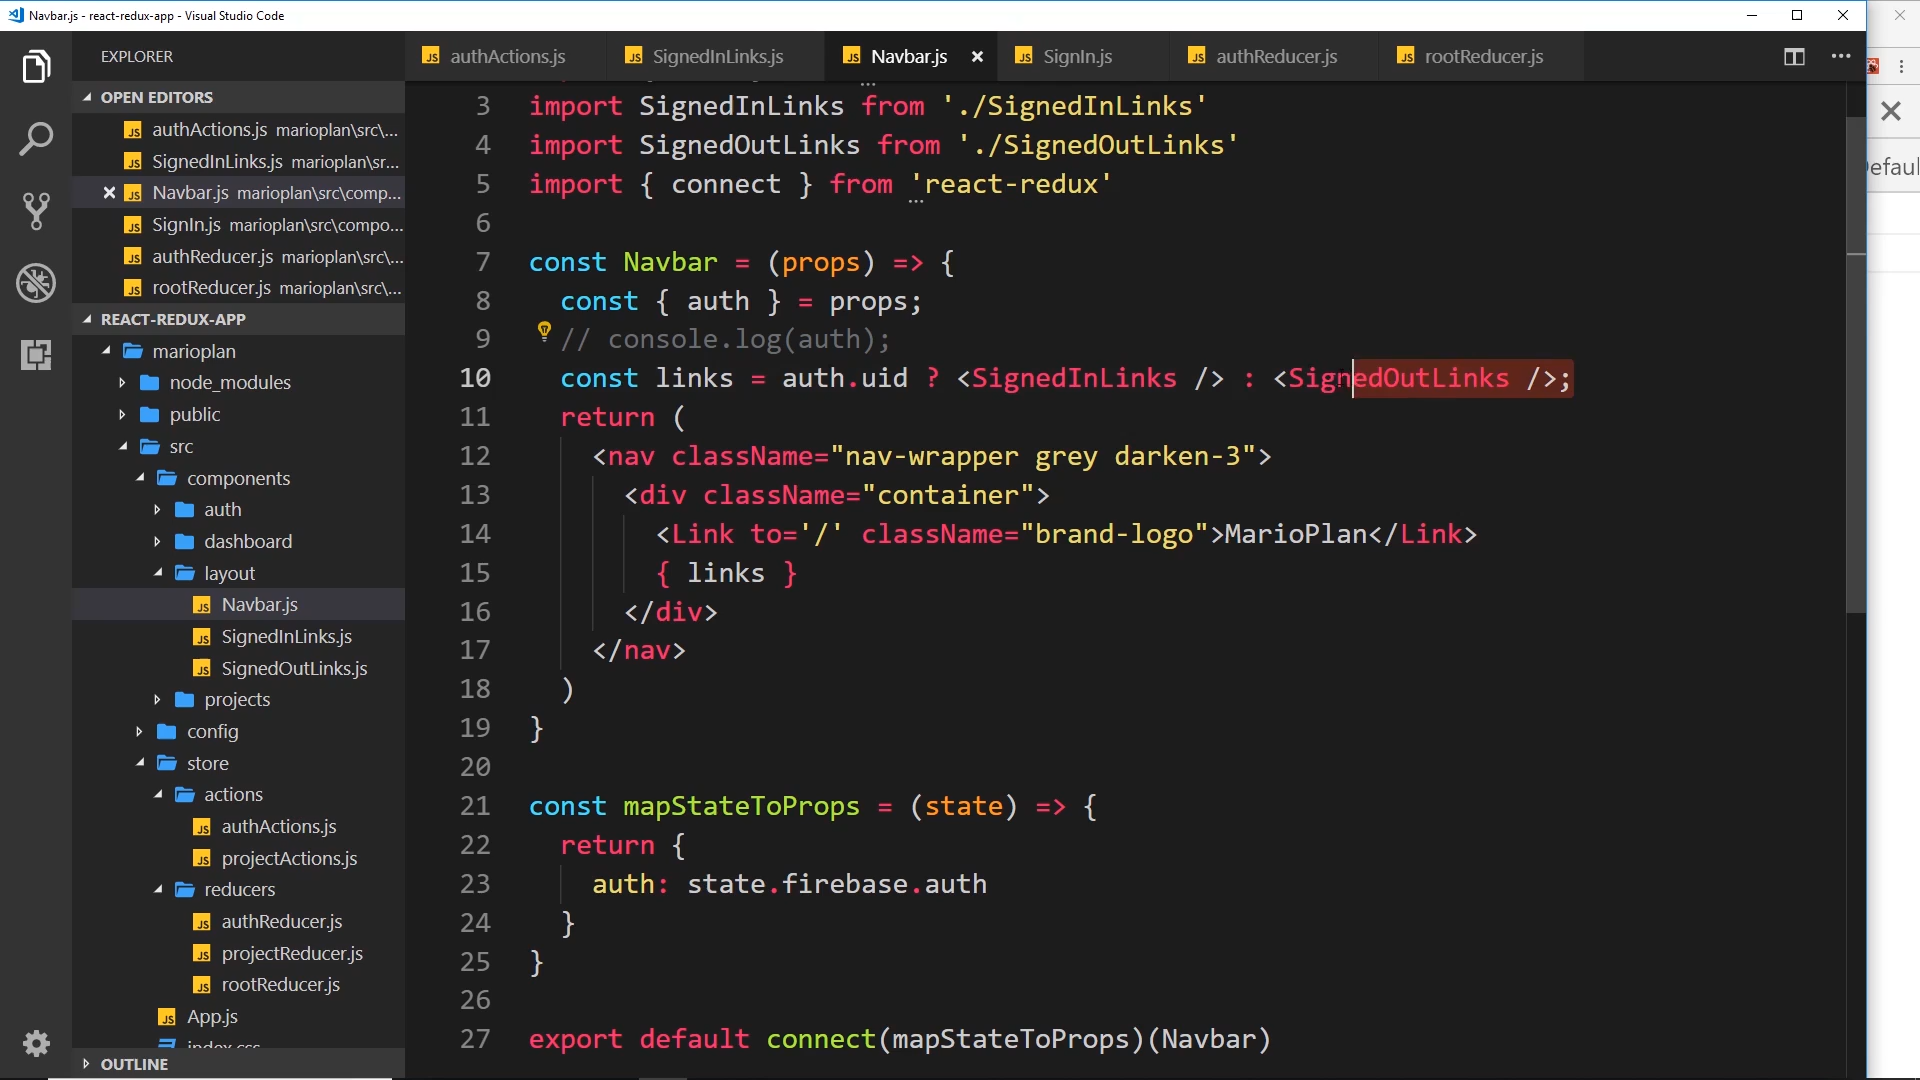 Navbar.js - react-redux-app - Visual Studio Code
EXPLORER
OPEN EDITORS
authActions.js marioplan\src\...
SignedInLinks.js marioplan\sr...
Navbar.js marioplan\src\comp...
SignIn.js marioplan\src\compo...
authReducer.js marioplan\src\...
rootReducer.js marioplan\src\...
REACT-REDUX-APP
marioplan
node_modules
public
src
components
auth
dashboard
layout
Navbar.js
SignedInLinks.js
SignedOutLinks.js
projects
config
store
actions
authActions.js
projectActions.js
reducers
authReducer.js
projectReducer.js
rootReducer.js
App.js
index.css
OUTLINE
authActions.js SignedInLinks.js Navbar.js SignIn.js authReducer.js rootReducer.js
3 import SignedInLinks from './SignedInLinks'
4 import SignedOutLinks from './SignedOutLinks'
5 import { connect } from 'react-redux'
6
7 const Navbar = (props) => {
8 const { auth } = props;
9 // console.log(auth);
10 const links = auth.uid ? <SignedInLinks /> : <SignedOutLinks />;
11 return (
12 <nav className="nav-wrapper grey darken-3">
13 <div className="container">
14 <Link to='/' className="brand-logo">MarioPlan</Link>
15 { links }
16 </div>
17 </nav>
18 )
19 }
20
21 const mapStateToProps = (state) => {
22 return {
23 auth: state.firebase.auth
24 }
25 }
26
27 export default connect(mapStateToProps)(Navbar)